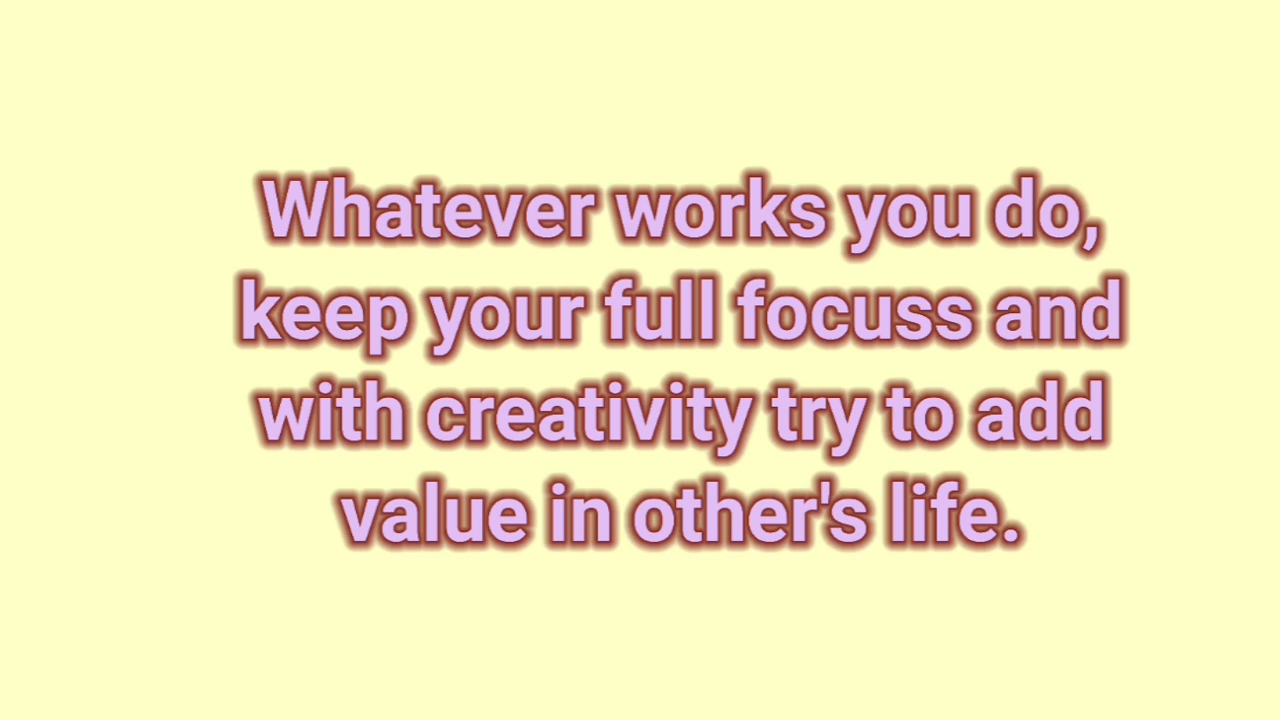 Whatever works you do,
keep your full focuss and
with creativity try to add
value in other's life.